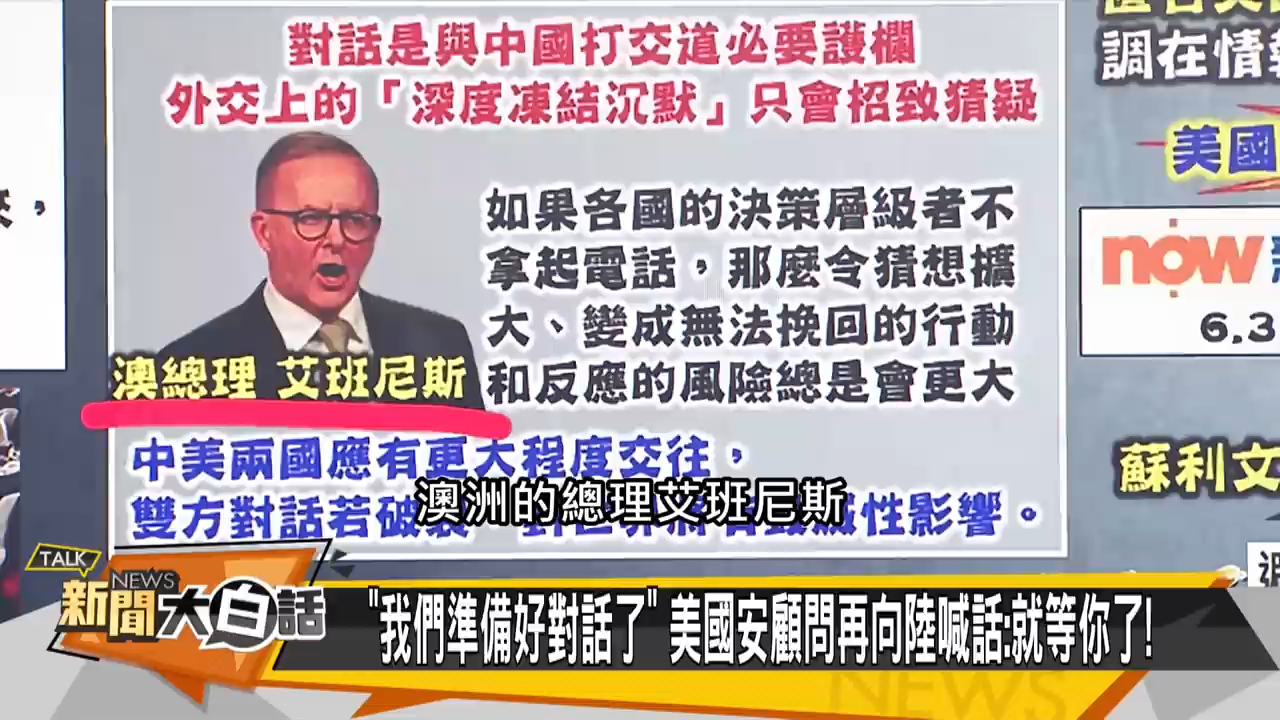 對話是與中國打交道必要護欄
外交上的「深度凍結沉默」只會招致猜疑
如果各國的決策層級者不
拿起電話，那麼令猜想擴
大、變成無法挽回的行動
和反應的風險總是會更大
澳總理 艾班尼斯
中美兩國應有更大程度交往，
雙方對話若破裂
性影響。
澳洲的總理艾班尼斯
調在情
美國
now
6.3
蘇利文
TALK
NEWS
新聞大白話
"我們準備好對話了" 美國安顧問再向陸喊話:就等你了!
NEWS